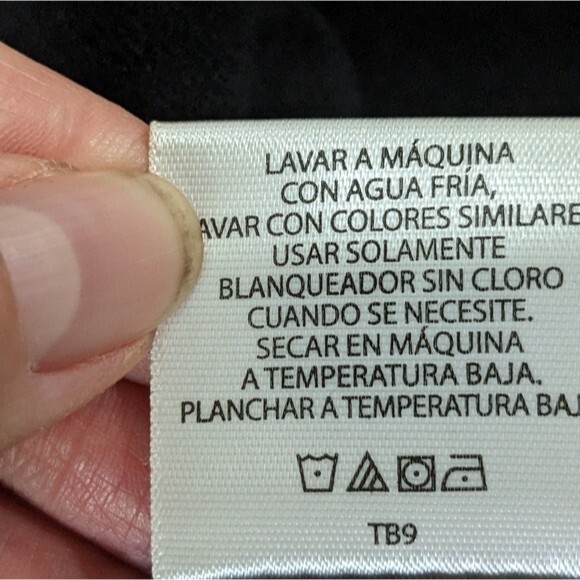 LAVAR A MÁQUINA
CON AGUA FRÍA,
AVAR CON COLORES SIMILARE
USAR SOLAMENTE
BLANQUEADOR SIN CLORO
CUANDO SE NECESITE.
SECAR EN MÁQUINA
A TEMPERATURA BAJA.
PLANCHAR A TEMPERATURA BAJ
TB9